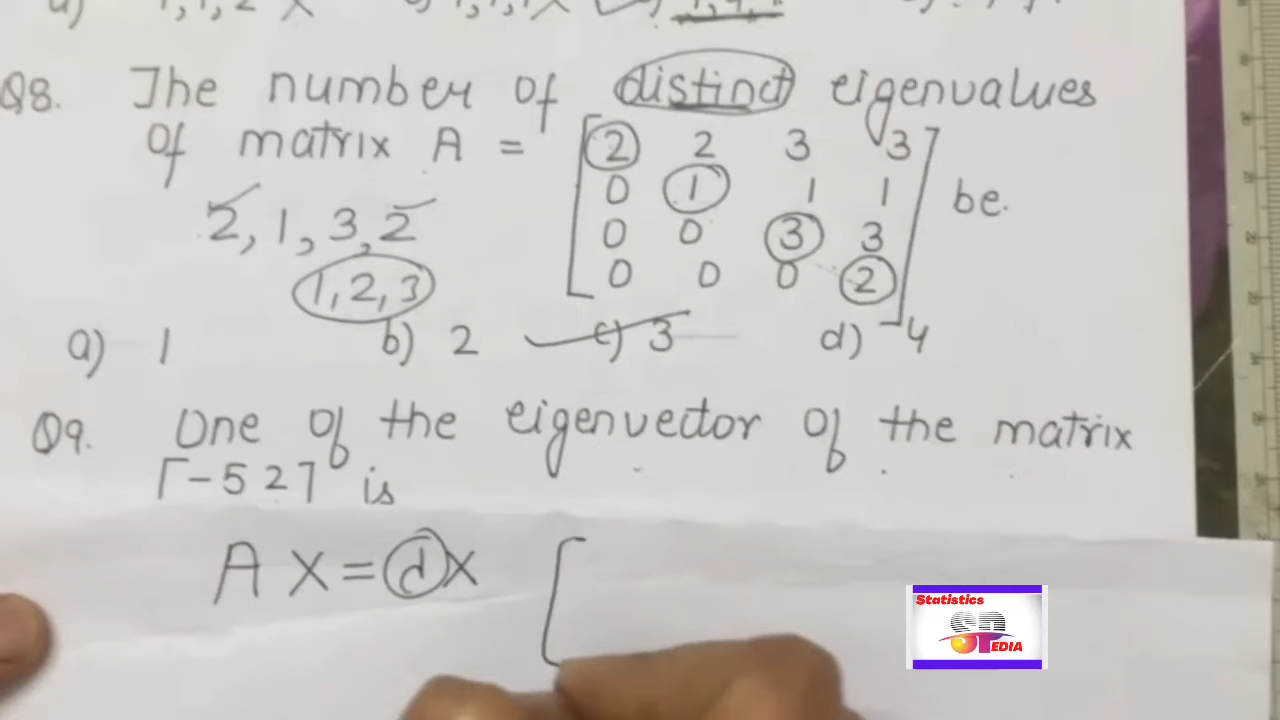 Q8. The number of distinct eigenvalues
of matrix A = [2 2 3 3
0 1 1 1
0 0 3 3
0 0 0 2] be.
2, 1, 3, 2
1, 2, 3
a) 1 b) 2 c) 3 d) 4
Q9. One of the eigenvector of the matrix
[-5 2] is
A X = d X [
Statistics
EDIA